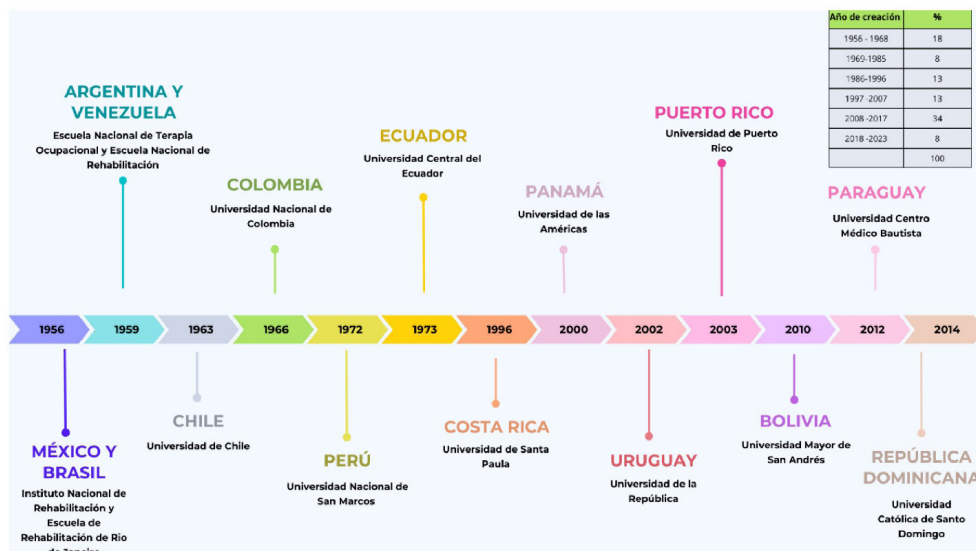 Año de creación %
1956 - 1968 18
1969-1985 8
1986-1996 13
1997 -2007 13
2008 -2017 34
2018 -2023 8
100
ARGENTINA Y
VENEZUELA
Escuela Nacional de Terapia
Ocupacional y Escuela Nacional de
Rehabilitación
COLOMBIA
Universidad Nacional de
Colombia
ECUADOR
Universidad Central del
Ecuador
PANAMÁ
Universidad de las
Américas
PUERTO RICO
Universidad de Puerto
Rico
PARAGUAY
Universidad Centro
Médico Bautista
1956 1959 1963 1966 1972 1973 1996 2000 2002 2003 2010 2012 2014
MÉXICO Y
BRASIL
Instituto Nacional de
Rehabilitación y
Escuela de
Rehabilitación de Rio
de Janeiro
CHILE
Universidad de Chile
PERÚ
Universidad Nacional de
San Marcos
COSTA RICA
Universidad de Santa
Paula
URUGUAY
Universidad de la
República
BOLIVIA
Universidad Mayor de
San Andrés
REPÚBLICA
DOMINICANA
Universidad
Católica de Santo
Domingo